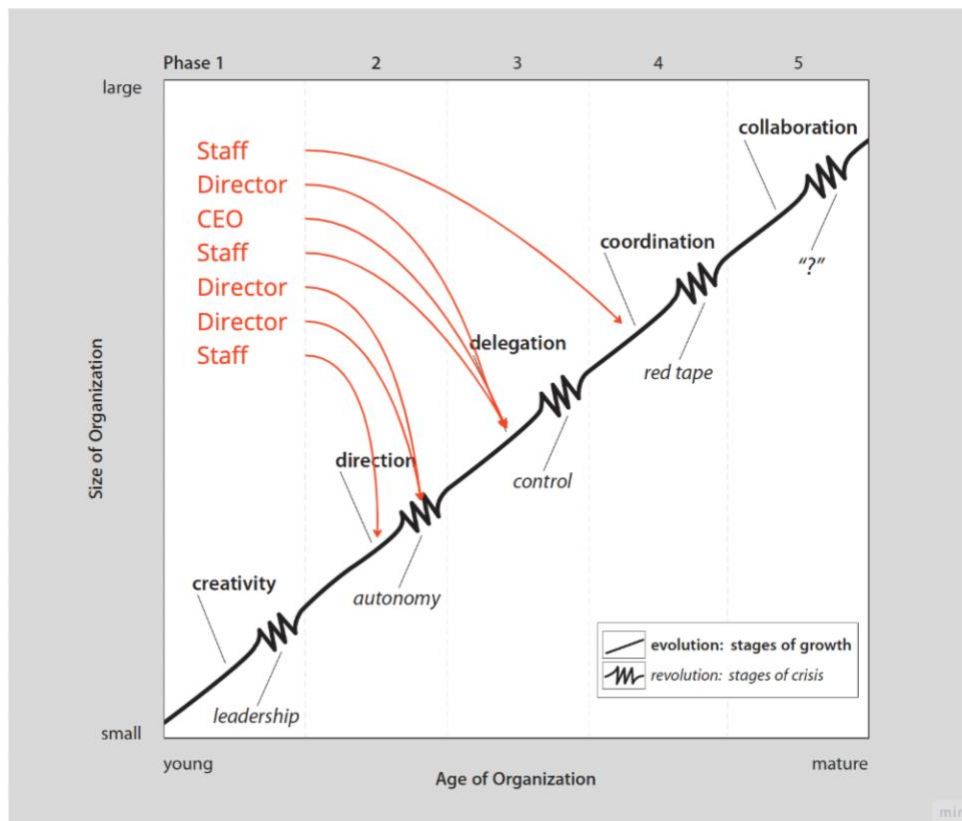 Phase 1 2 3 4 5
large
collaboration
Staff
Director
CEO
Staff
Director
Director
Staff
coordination
"?"
delegation
red tape
direction
control
autonomy
creativity
leadership
Size of Organization
evolution: stages of growth
revolution: stages of crisis
small
young
Age of Organization
mature